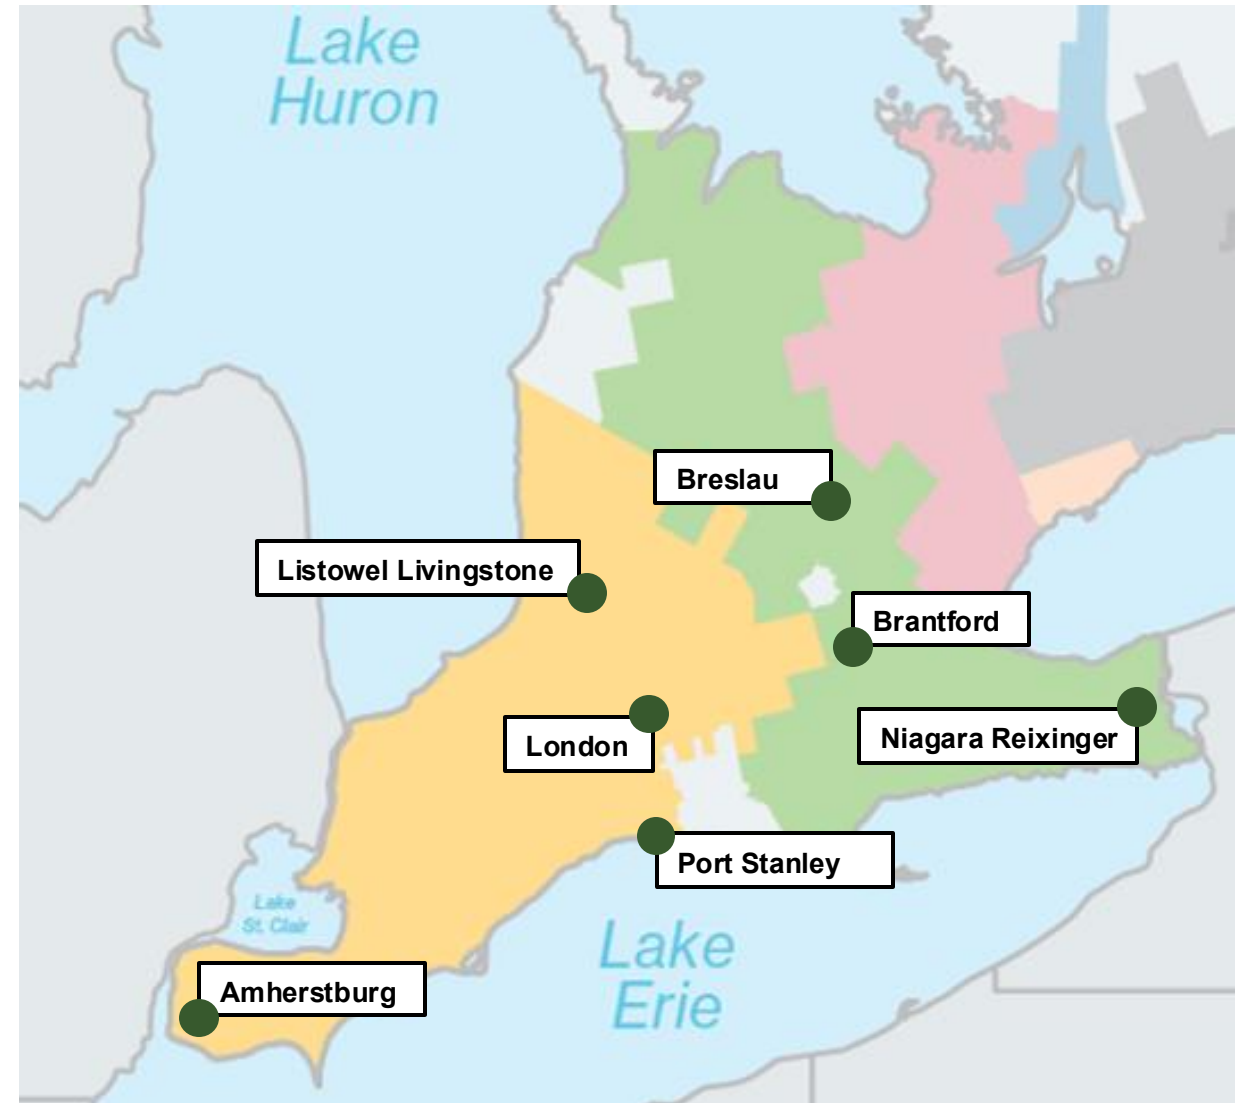 Lake
Huron
Breslau
Listowel Livingstone
Brantford
London
Niagara Reixinger
Port Stanley
Lake
St. Clair
Lake
Erie
Amherstburg